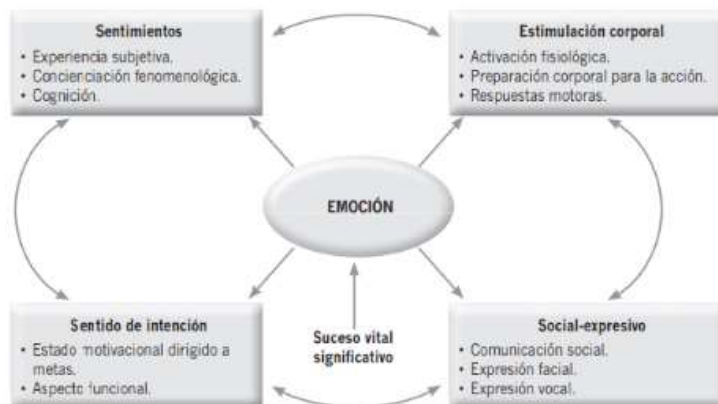 Sentimientos
• Experiencia subjetiva.
• Concienciación fenomenológica.
• Cognición.
Estimulación corporal
• Activación fisiológica.
• Preparación corporal para la acción.
• Respuestas motoras.
EMOCIÓN
Sentido de intención
• Estado motivacional dirigido a
metas.
• Aspecto funcional.
Suceso vital
significativo
Social-expresivo
• Comunicación social.
• Expresión facial.
• Expresión vocal.